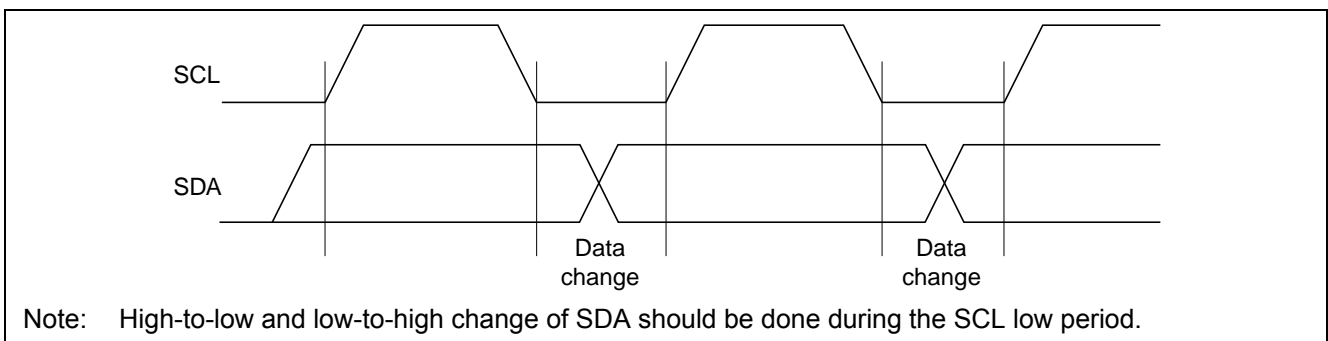 SCL
SDA
Data
change
Data
change
Note: High-to-low and low-to-high change of SDA should be done during the SCL low period.